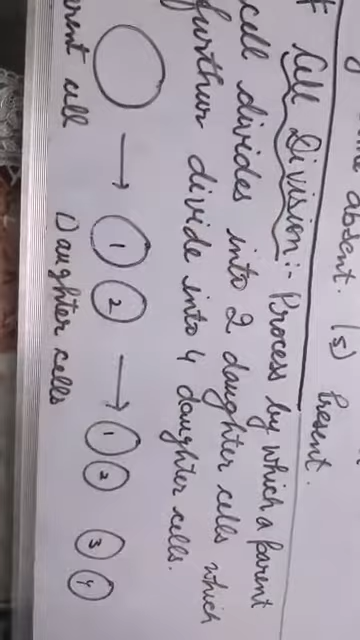 absent. (5) Present.
* Cell Division:- Process by which a parent
cell divides into 2 daughter cells which
further divide into 4 daughter cells.
→ 1 2 → 1 2 3 4
cell Daughter cells